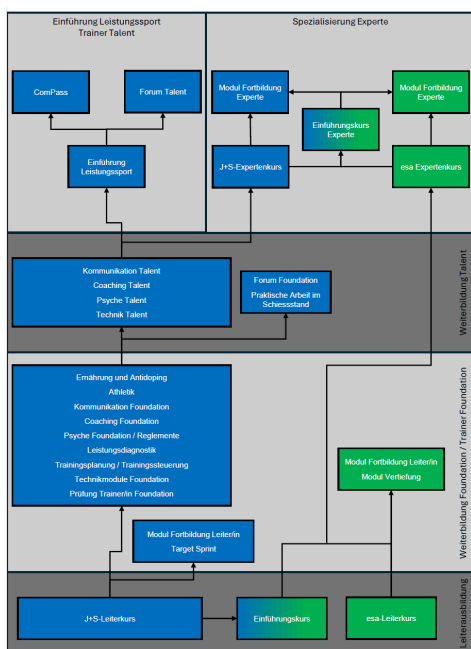 Einführung Leistungssport
Trainer Talent
Spezialisierung Experte
ComPass
Forum Talent
Modul Fortbildung
Experte
Modul Fortbildung
Experte
Einführungskurs
Experte
Einführung
Leistungssport
J+S-Expertenkurs
esa Expertenkurs
Kommunikation Talent
Coaching Talent
Psyche Talent
Technik Talent
Forum Foundation
Praktische Arbeit im
Schiesstand
Weiterbildung Talent
Ernährung und Antidoping
Athletik
Kommunikation Foundation
Coaching Foundation
Psyche Foundation / Reglemente
Leistungsdiagnostik
Trainingsplanung / Trainingssteuerung
Technikmodule Foundation
Prüfung Trainer/in Foundation
Modul Fortbildung Leiter/in
Modul Vertiefung
Modul Fortbildung Leiter/in
Target Sprint
Weiterbildung Foundation / Trainer Foundation
J+S-Leiterkurs
Einführungskurs
esa-Leiterkurs
Leiterausbildung